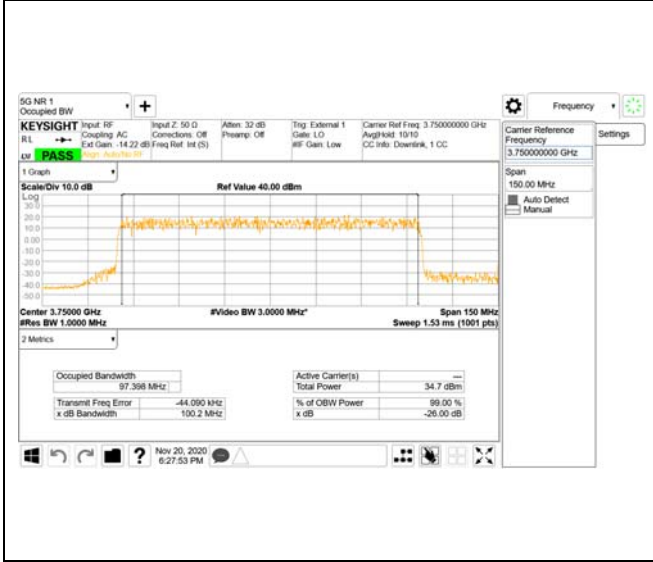 5G NR 1
Occupied BW
+
Frequency
KEYSIGHT
R L
LW PASS
Input: RF
Coupling: AC
Ext Gain: -14.22 dB
Align: Auto/No RF
Input Z: 50 Ω
Corrections: Off
Freq Ref: Int (S)
Atten: 32 dB
Preamp: Off
Trig: External 1
Gate: LO
#IF Gain: Low
Carrier Ref Freq: 3.750000000 GHz
Avg|Hold: 10/10
CC Info: Downlink, 1 CC
Carrier Reference
Frequency
3.750000000 GHz
Settings
Span
150.00 MHz
Auto Detect
Manual
1 Graph
Scale/Div 10.0 dB
Ref Value 40.00 dBm
Log
30.0
20.0
10.0
0.00
-10.0
-20.0
-30.0
-40.0
-50.0
Center 3.75000 GHz
#Res BW 1.0000 MHz
#Video BW 3.0000 MHz*
Span 150 MHz
Sweep 1.53 ms (1001 pts)
2 Metrics
Occupied Bandwidth
97.398 MHz
Transmit Freq Error -44.090 kHz
x dB Bandwidth 100.2 MHz
Active Carrier(s) ---
Total Power 34.7 dBm
% of OBW Power 99.00 %
x dB -26.00 dB
?
Nov 20, 2020
6:27:53 PM